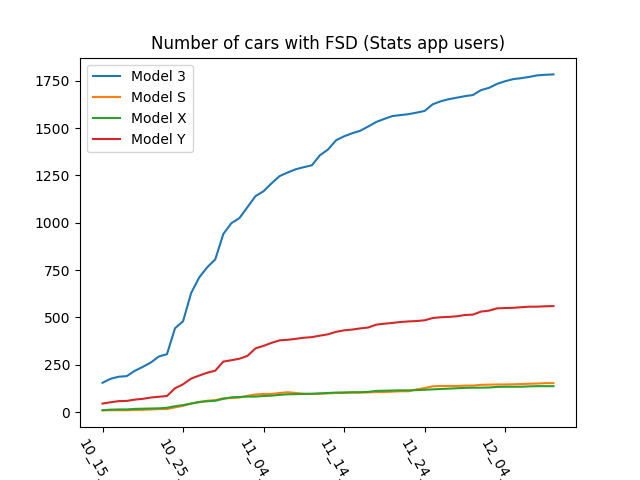 Number of cars with FSD (Stats app users)
Model 3
Model S
Model X
Model Y
1750
1500
1250
1000
750
500
250
0
10_15
10_25
11_04
11_14
11_24
12_04